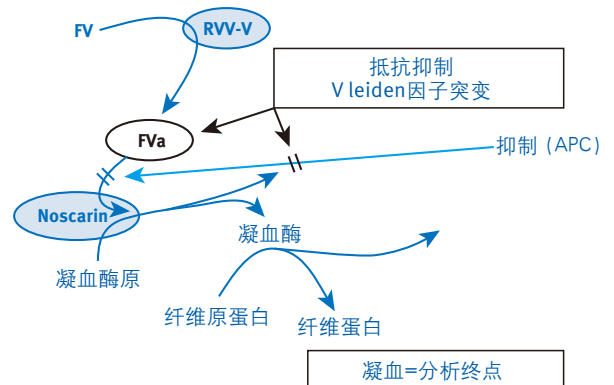 FV
RVV-V
抵抗抑制
V leiden因子突变
FVa
抑制 (APC)
Noscarin
凝血酶
凝血酶原
纤维原蛋白
纤维蛋白
凝血=分析终点